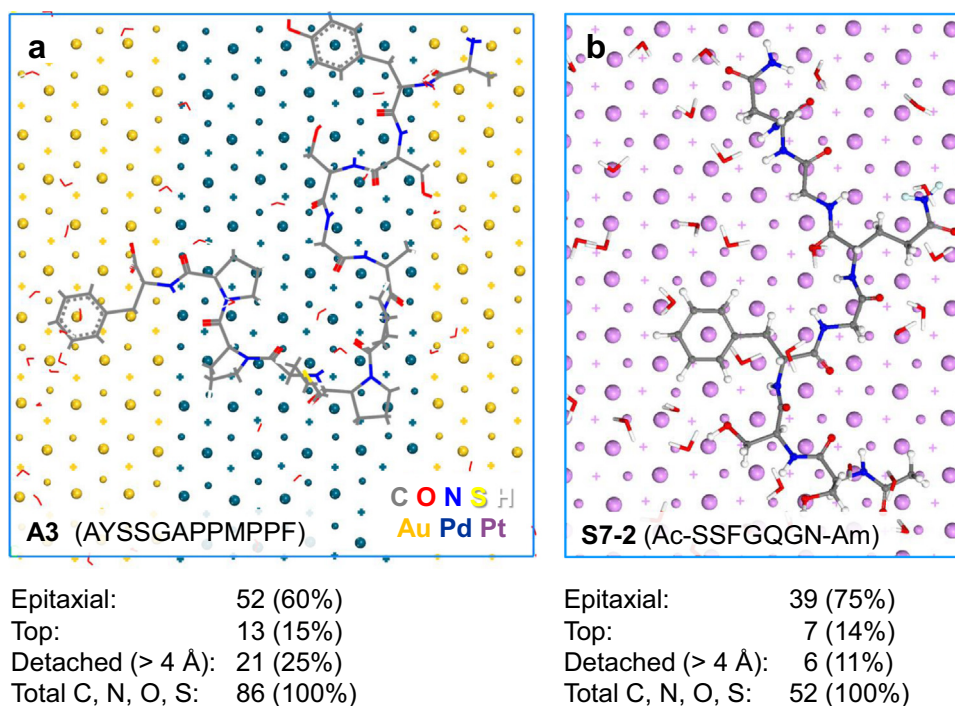 a
b
C O N S H
Au Pd Pt
A3 (AYSSGAPPMPPF)
S7-2 (Ac-SSFGQGN-Am)
Epitaxial: 52 (60%)
Top: 13 (15%)
Detached (> 4 Å): 21 (25%)
Total C, N, O, S: 86 (100%)
Epitaxial: 39 (75%)
Top: 7 (14%)
Detached (> 4 Å): 6 (11%)
Total C, N, O, S: 52 (100%)